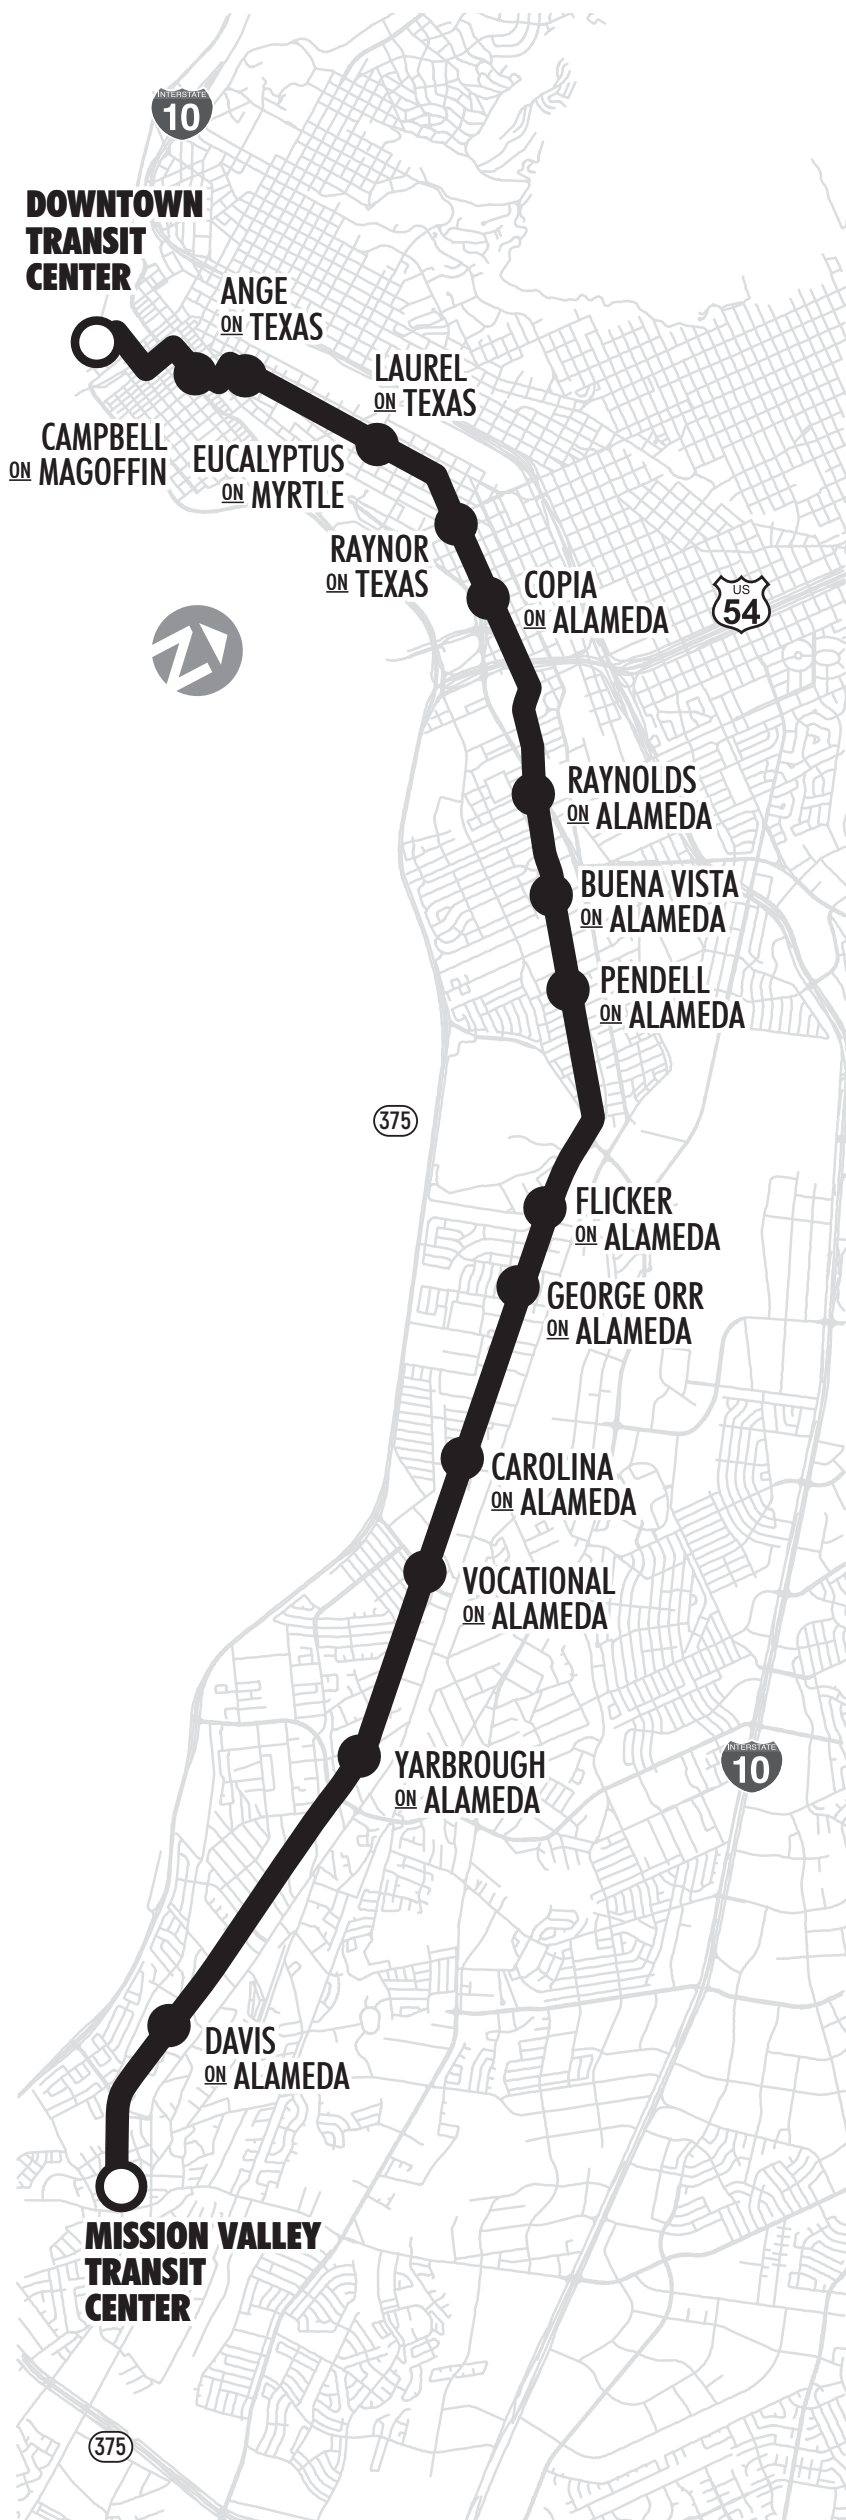 INTERSTATE
10
DOWNTOWN
TRANSIT
CENTER
ANGE
ON TEXAS
LAUREL
ON TEXAS
CAMPBELL
ON MAGOFFIN
EUCALYPTUS
ON MYRTLE
RAYNOR
ON TEXAS
COPIA
ON ALAMEDA
US
54
N
RAYNOLDS
ON ALAMEDA
BUENA VISTA
ON ALAMEDA
PENDELL
ON ALAMEDA
375
FLICKER
ON ALAMEDA
GEORGE ORR
ON ALAMEDA
CAROLINA
ON ALAMEDA
VOCATIONAL
ON ALAMEDA
YARBROUGH
ON ALAMEDA
INTERSTATE
10
DAVIS
ON ALAMEDA
MISSION VALLEY
TRANSIT
CENTER
375